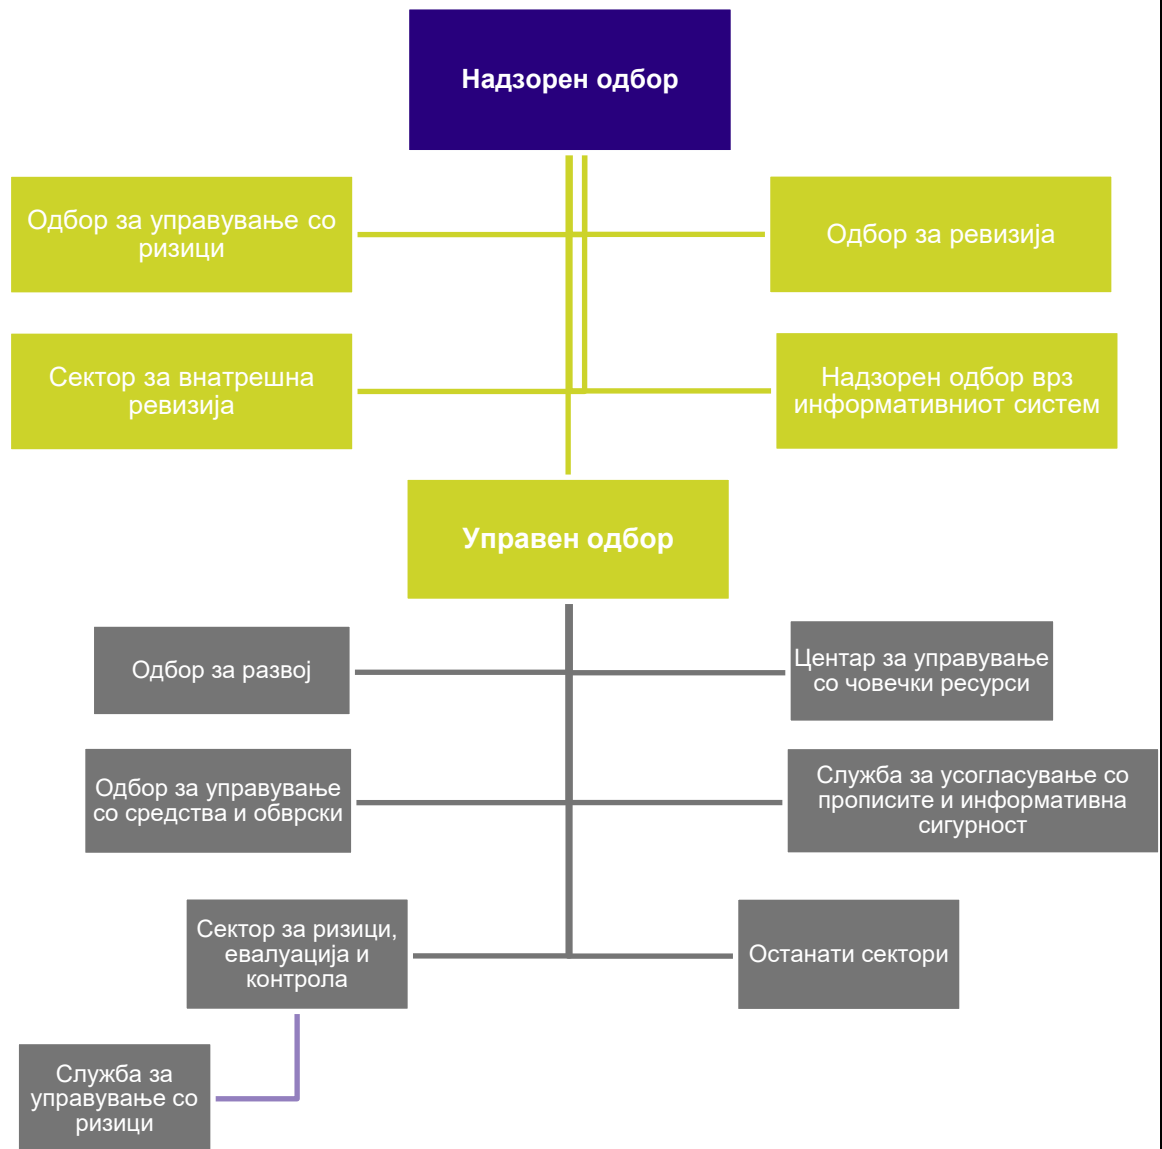 Надзорен одбор
Одбор за управување со
ризици
Одбор за ревизија
Сектор за внатрешна
ревизија
Надзорен одбор врз
информативниот систем
Управен одбор
Одбор за развој
Центар за управување
со човечки ресурси
Одбор за управување
со средства и обврски
Служба за усогласување со
прописите и информативна
сигурност
Сектор за ризици,
евалуација и
контрола
Останати сектори
Служба за
управување со
ризици